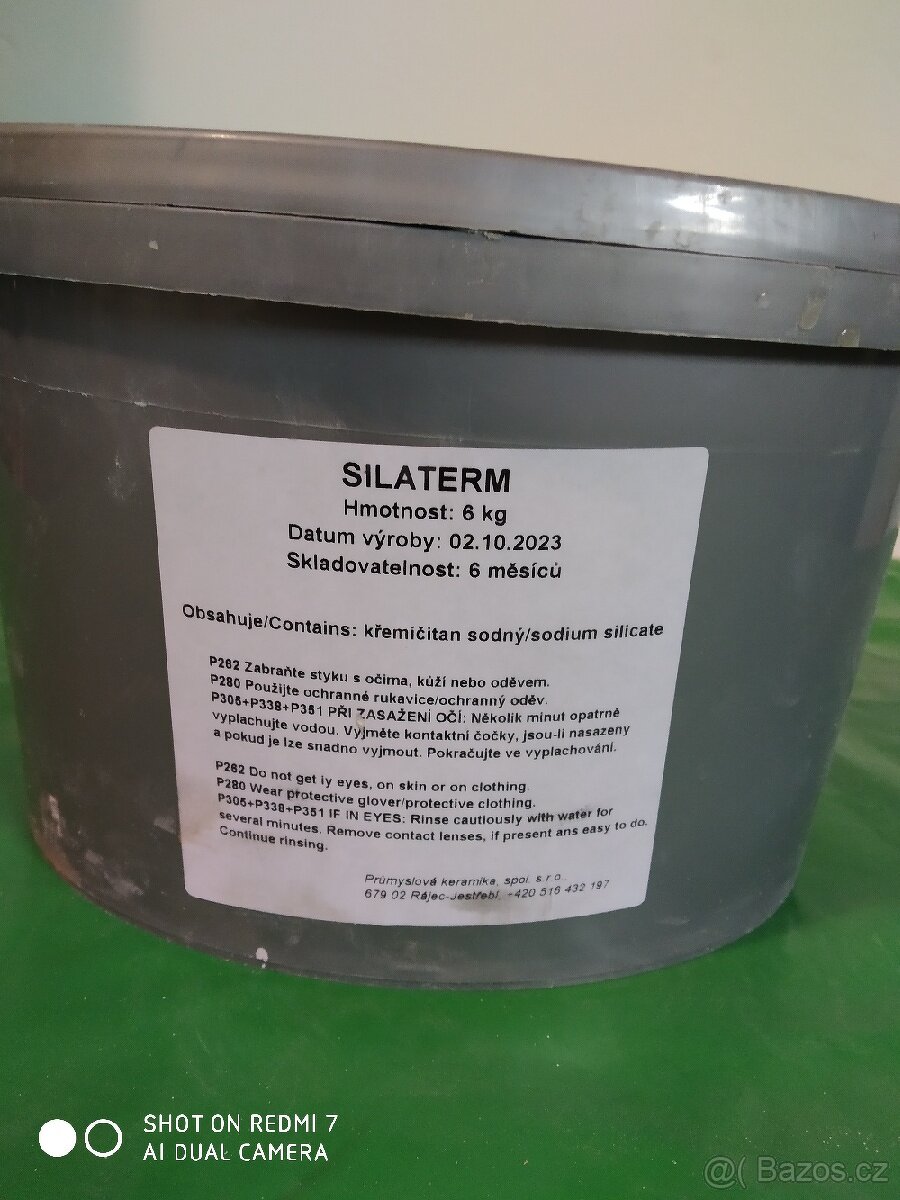 SILATERM
Hmotnost: 6 kg
Datum výroby: 02.10.2023
Skladovatelnost: 6 měsíců
Obsahuje/Contains: křemičitan sodný/sodium silicate
P262 Zabraňte styku s očima, kůží nebo oděvem.
P280 Použijte ochranné rukavice/ochranný oděv.
P305+P338+P351 PŘI ZASAŽENÍ OČÍ: Několik minut opatrně
vyplachujte vodou. Vyjměte kontaktní čočky, jsou-li nasazeny
a pokud je lze snadno vyjmout. Pokračujte ve vyplachování.
P262 Do not get iy eyes, on skin or on clothing.
P280 Wear protective glover/protective clothing.
P305+P338+P351 IF IN EYES: Rinse cautiously with water for
several minutes. Remove contact lenses, if present ans easy to do.
Continue rinsing.
Průmyslová keramika, spol. s r.o.,
679 02 Rájec-Jestřebí, +420 516 432 197
SHOT ON REDMI 7
AI DUAL CAMERA
@( Bazos.cz